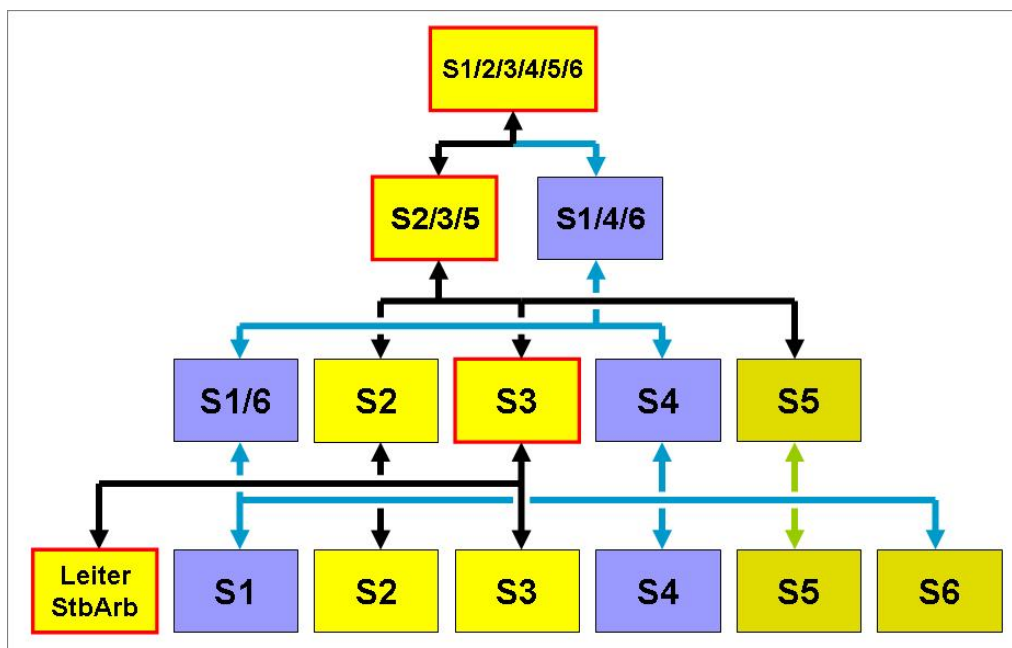 S1/2/3/4/5/6
S2/3/5
S1/4/6
S1/6
S2
S3
S4
S5
Leiter
StbArb
S1
S2
S3
S4
S5
S6